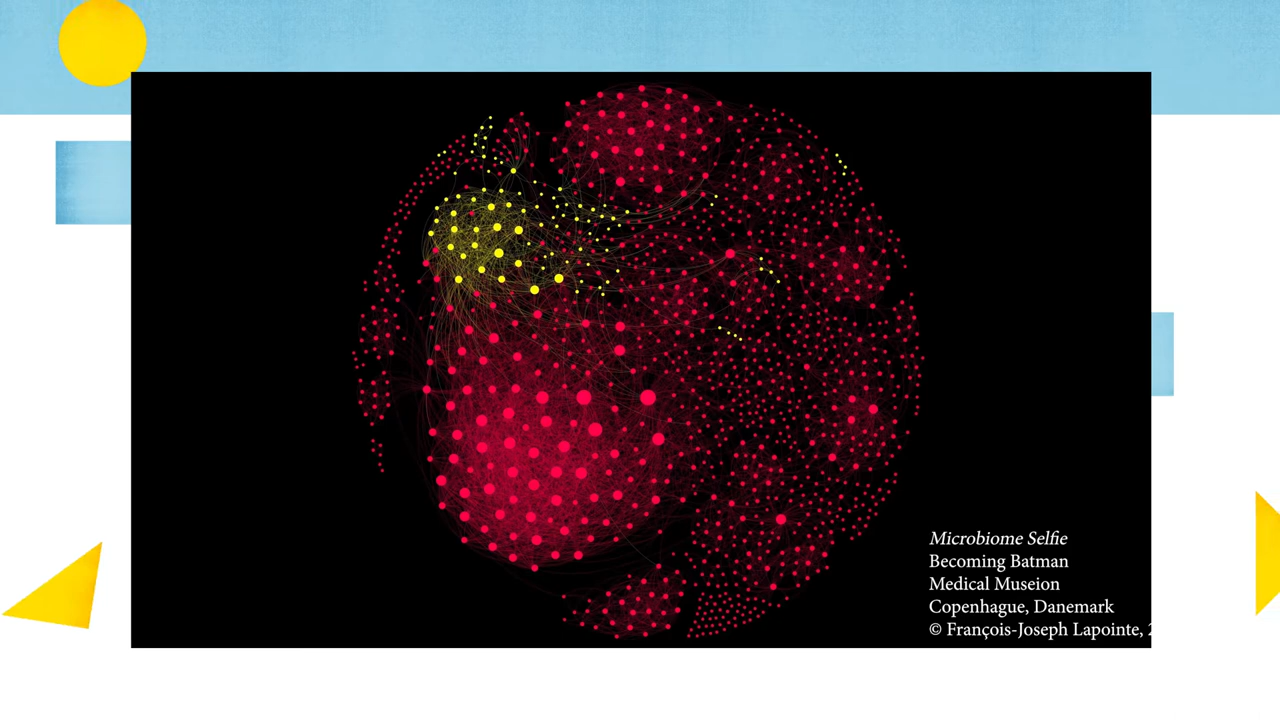 Microbiome Selfie
Becoming Batman
Medical Museion
Copenhague, Danemark
© François-Joseph Lapointe,